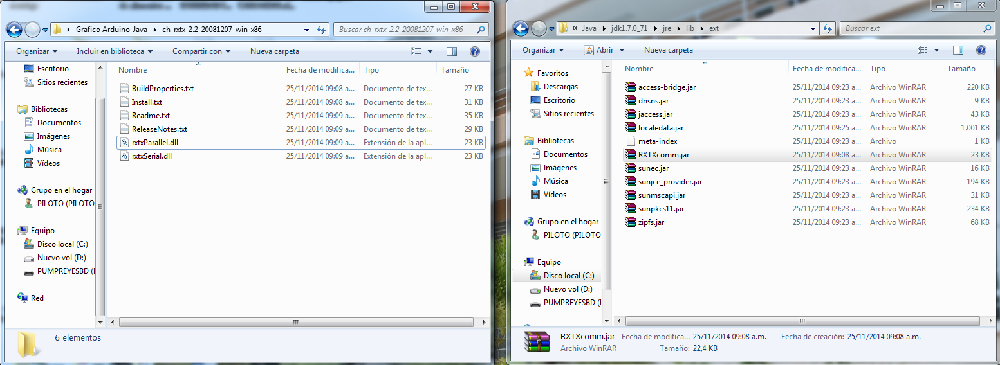 Grafico Arduino-Java ▸ ch-rxtx-2.2-20081207-win-x86
Buscar ch-rxtx-2.2-20081207-win-x86
Organizar Incluir en biblioteca Compartir con Nueva carpeta
Escritorio
Sitios recientes
Bibliotecas
Documentos
Imágenes
Música
Vídeos
Grupo en el hogar
PILOTO (PILOTO
Equipo
Disco local (C:)
Nuevo vol (D:)
PUMPREYESBD (
Red
Nombre Fecha de modifica... Tipo Tamaño
BuildProperties.txt 25/11/2014 09:08 a... Documento de tex... 27 KB
Install.txt 25/11/2014 09:08 a... Documento de tex... 31 KB
Readme.txt 25/11/2014 09:09 a... Documento de tex... 35 KB
ReleaseNotes.txt 25/11/2014 09:09 a... Documento de tex... 29 KB
rxtxParallel.dll 25/11/2014 09:09 a... Extensión de la apl... 23 KB
rxtxSerial.dll 25/11/2014 09:09 a... Extensión de la apl... 23 KB
6 elementos
« Java ▸ jdk1.7.0_71 ▸ jre ▸ lib ▸ ext
Buscar ext
Organizar Abrir Nueva carpeta
Favoritos
Descargas
Escritorio
Sitios recientes
Bibliotecas
Documentos
Imágenes
Música
Vídeos
Grupo en el hogar
PILOTO (PILOTO
Equipo
Disco local (C:)
Nuevo vol (D:)
PUMPREYESBD (
Nombre Fecha de modifica... Tipo Tamaño
access-bridge.jar 25/11/2014 09:23 a... Archivo WinRAR 220 KB
dnsns.jar 25/11/2014 09:23 a... Archivo WinRAR 9 KB
jaccess.jar 25/11/2014 09:23 a... Archivo WinRAR 43 KB
localedata.jar 25/11/2014 09:25 a... Archivo WinRAR 1.001 KB
meta-index 25/11/2014 09:23 a... Archivo 1 KB
RXTXcomm.jar 25/11/2014 09:08 a... Archivo WinRAR 23 KB
sunec.jar 25/11/2014 09:23 a... Archivo WinRAR 16 KB
sunjce_provider.jar 25/11/2014 09:23 a... Archivo WinRAR 194 KB
sunmscapi.jar 25/11/2014 09:23 a... Archivo WinRAR 31 KB
sunpkcs11.jar 25/11/2014 09:23 a... Archivo WinRAR 234 KB
zipfs.jar 25/11/2014 09:23 a... Archivo WinRAR 68 KB
RXTXcomm.jar Fecha de modifica... 25/11/2014 09:08 a.m. Fecha de creación: 25/11/2014 09:08 a.m.
Archivo WinRAR Tamaño: 22,4 KB